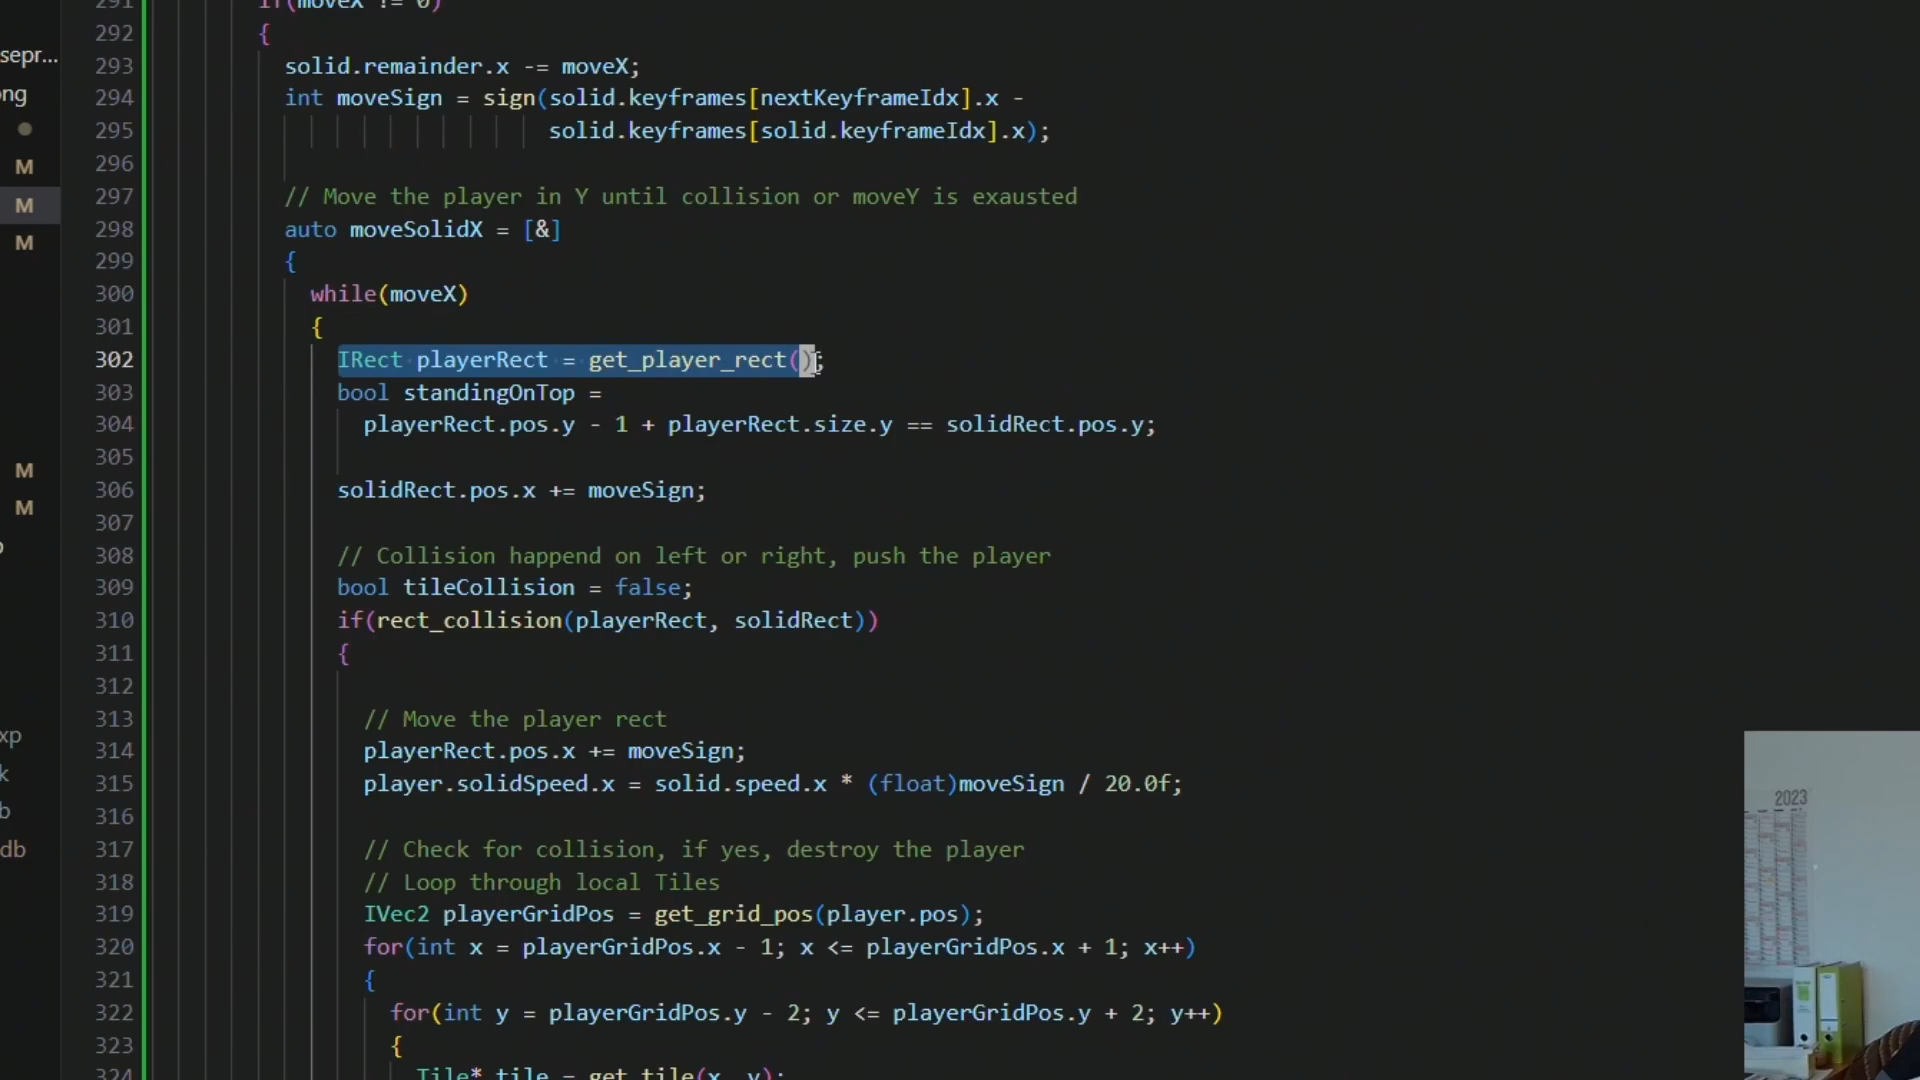 291 if(moveX != 0)
292 {
sepr...
293 solid.remainder.x -= moveX;
ong
294 int moveSign = sign(solid.keyframes[nextKeyframeIdx].x -
295 solid.keyframes[solid.keyframeIdx].x);
296
M
297 // Move the player in Y until collision or moveY is exausted
M
298 auto moveSolidX = [&]
M
299 {
300 while(moveX)
301 {
302 IRect playerRect = get_player_rect();
303 bool standingOnTop =
304 playerRect.pos.y - 1 + playerRect.size.y == solidRect.pos.y;
305
M
306 solidRect.pos.x += moveSign;
M
307
308 // Collision happend on left or right, push the player
309 bool tileCollision = false;
310 if(rect_collision(playerRect, solidRect))
311 {
312
313 // Move the player rect
xp
314 playerRect.pos.x += moveSign;
k
315 player.solidSpeed.x = solid.speed.x * (float)moveSign / 20.0f;
b
316
db
317 // Check for collision, if yes, destroy the player
318 // Loop through local Tiles
319 IVec2 playerGridPos = get_grid_pos(player.pos);
320 for(int x = playerGridPos.x - 1; x <= playerGridPos.x + 1; x++)
321 {
322 for(int y = playerGridPos.y - 2; y <= playerGridPos.y + 2; y++)
323 {
324 Tile* tile = get_tile(x, y);
2023